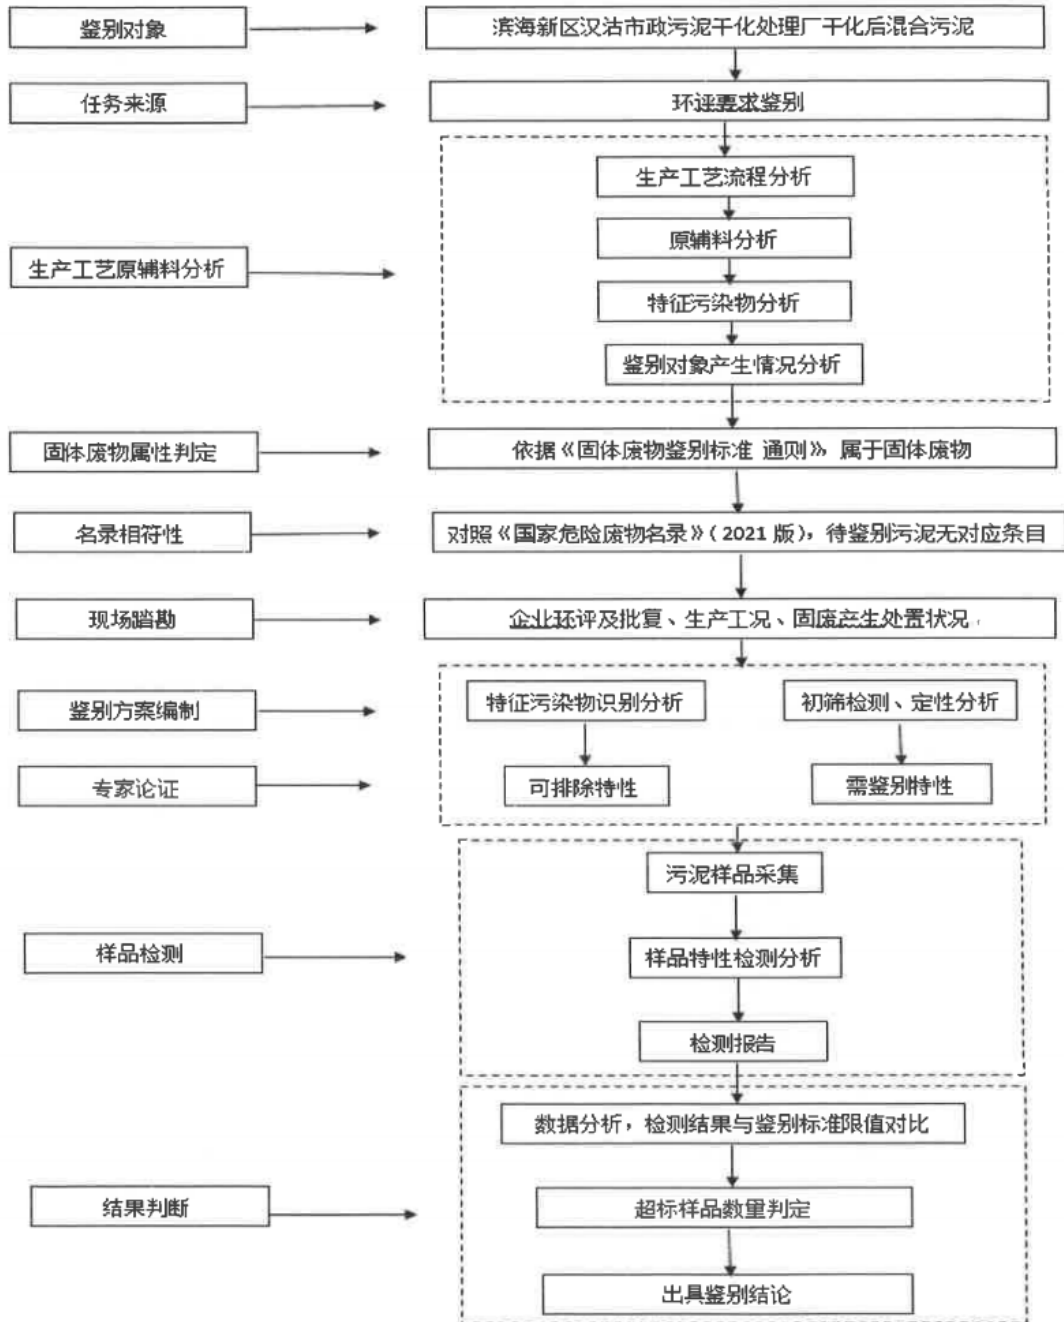 鉴别对象
滨海新区汉沽市政污泥干化处理厂干化后混合污泥
任务来源
环评要求鉴别
生产工艺流程分析
原辅料分析
生产工艺原辅料分析
特征污染物分析
鉴别对象产生情况分析
固体废物属性判定
依据《固体废物鉴别标准 通则》，属于固体废物
名录相符性
对照《国家危险废物名录》（2021 版），待鉴别污泥无对应条目
现场踏勘
企业环评及批复、生产工况、固废产生处置状况
鉴别方案编制
特征污染物识别分析
初筛检测、定性分析
专家论证
可排除特性
需鉴别特性
污泥样品采集
样品检测
样品特性检测分析
检测报告
数据分析，检测结果与鉴别标准限值对比
结果判断
超标样品数量判定
出具鉴别结论